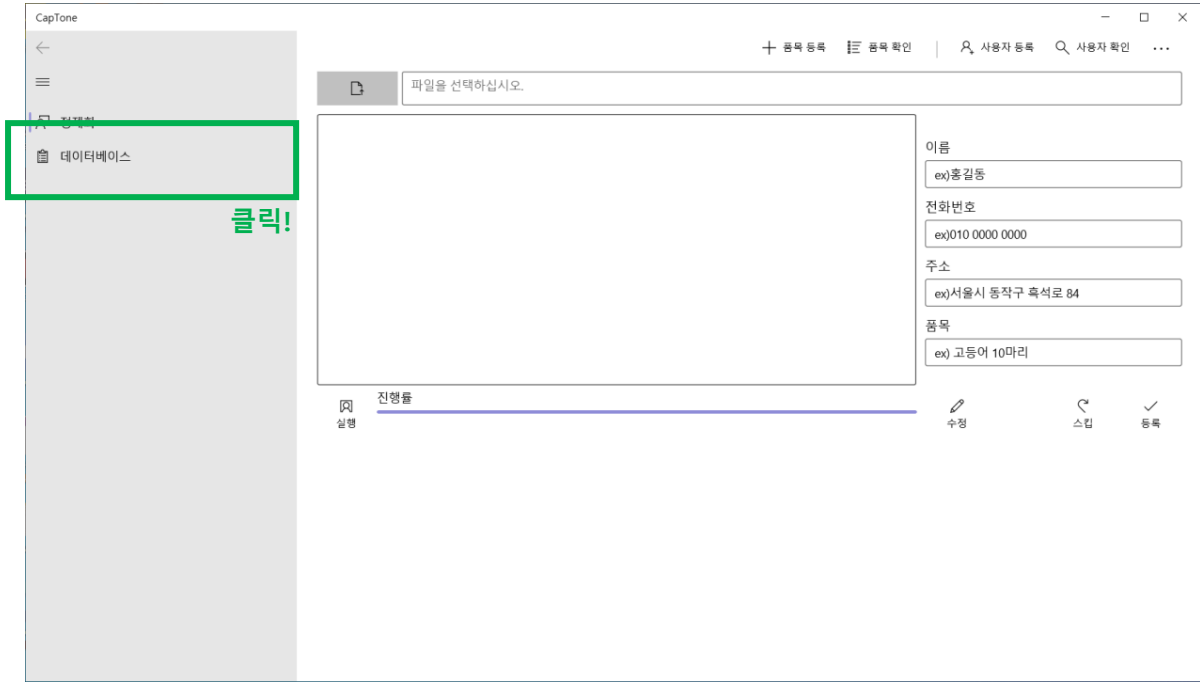 CapTone
품목 등록
품목 확인
사용자 등록
사용자 확인
파일을 선택하십시오.
정제화
데이터베이스
클릭!
이름
ex)홍길동
전화번호
ex)010 0000 0000
주소
ex)서울시 동작구 흑석로 84
품목
ex) 고등어 10마리
진행률
실행
수정
스킵
등록